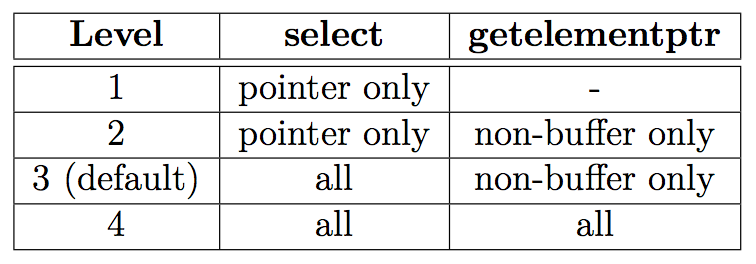 Level select getelementptr
1 pointer only -
2 pointer only non-buffer only
3 (default) all non-buffer only
4 all all